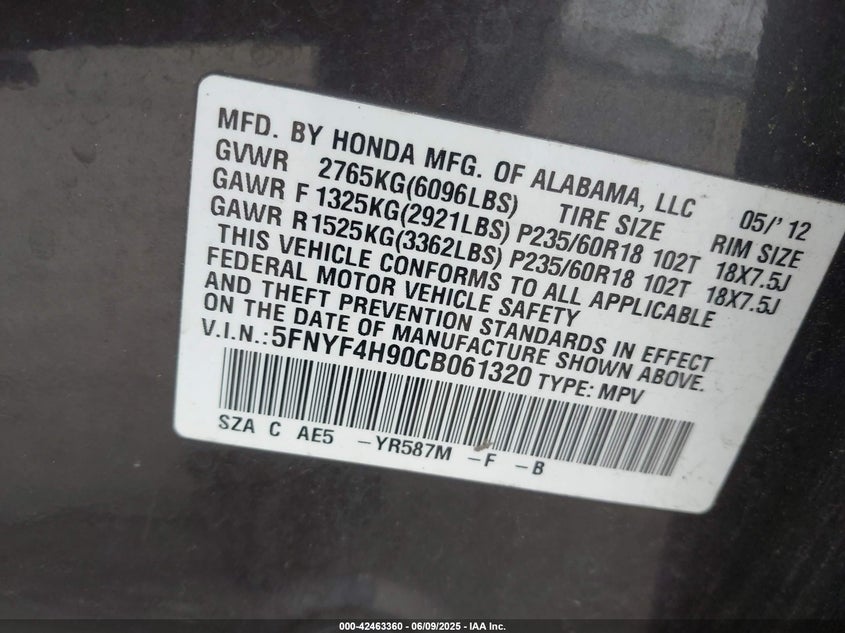 MFD. BY HONDA MFG. OF ALABAMA, LLC 05/' 12
GVWR 2765KG(6096LBS) TIRE SIZE RIM SIZE
GAWR F 1325KG(2921LBS) P235/60R18 102T 18X7.5J
GAWR R 1525KG(3362LBS) P235/60R18 102T 18X7.5J
THIS VEHICLE CONFORMS TO ALL APPLICABLE
FEDERAL MOTOR VEHICLE SAFETY
AND THEFT PREVENTION STANDARDS IN EFFECT
ON THE DATE OF MANUFACTURE SHOWN ABOVE.
V.I.N.:5FNYF4H90CB061320 TYPE: MPV
SZA C AE5 -YR587M -F -B
000-42463360 - 06/09/2025 - IAA Inc.